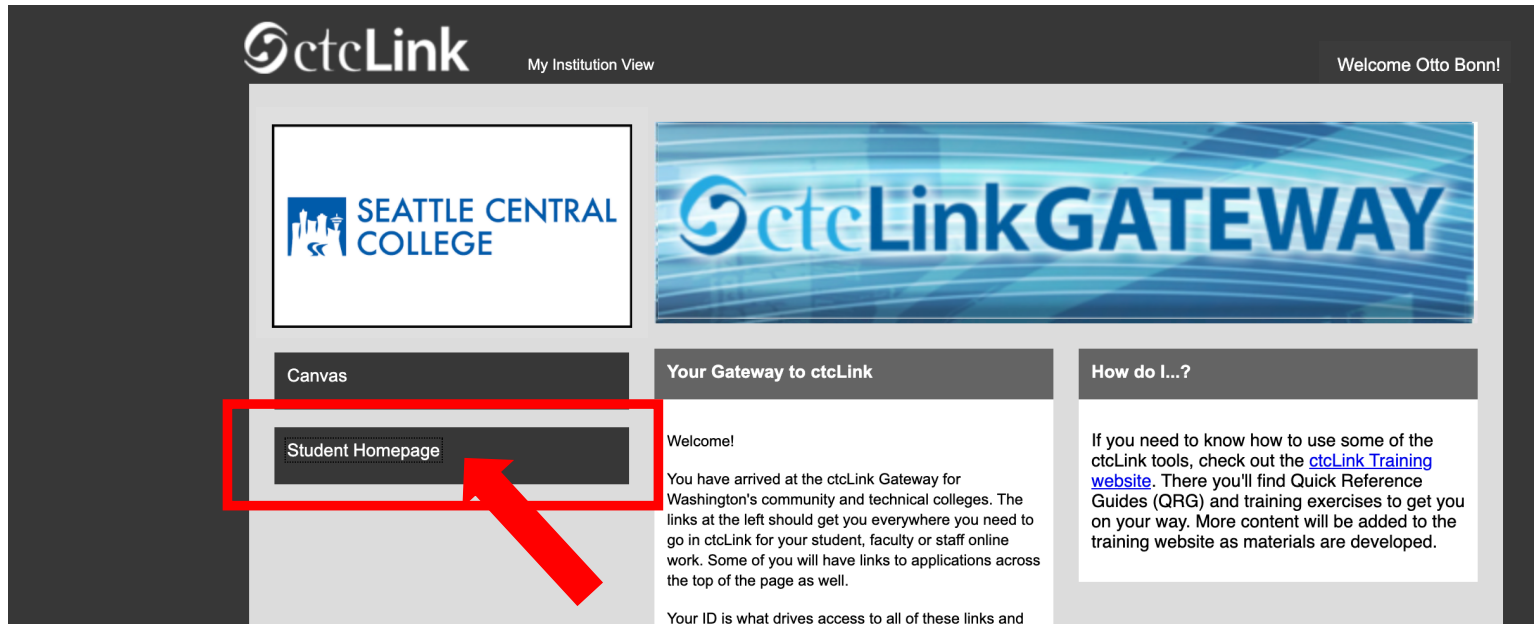 ctcLink
My Institution View
Welcome Otto Bonn!
SEATTLE CENTRAL
COLLEGE
ctcLinkGATEWAY
Canvas
Student Homepage
Your Gateway to ctcLink
Welcome!
You have arrived at the ctcLink Gateway for
Washington's community and technical colleges. The
links at the left should get you everywhere you need to
go in ctcLink for your student, faculty or staff online
work. Some of you will have links to applications across
the top of the page as well.
Your ID is what drives access to all of these links and
How do I...?
If you need to know how to use some of the
ctcLink tools, check out the ctcLink Training
website. There you'll find Quick Reference
Guides (QRG) and training exercises to get you
on your way. More content will be added to the
training website as materials are developed.